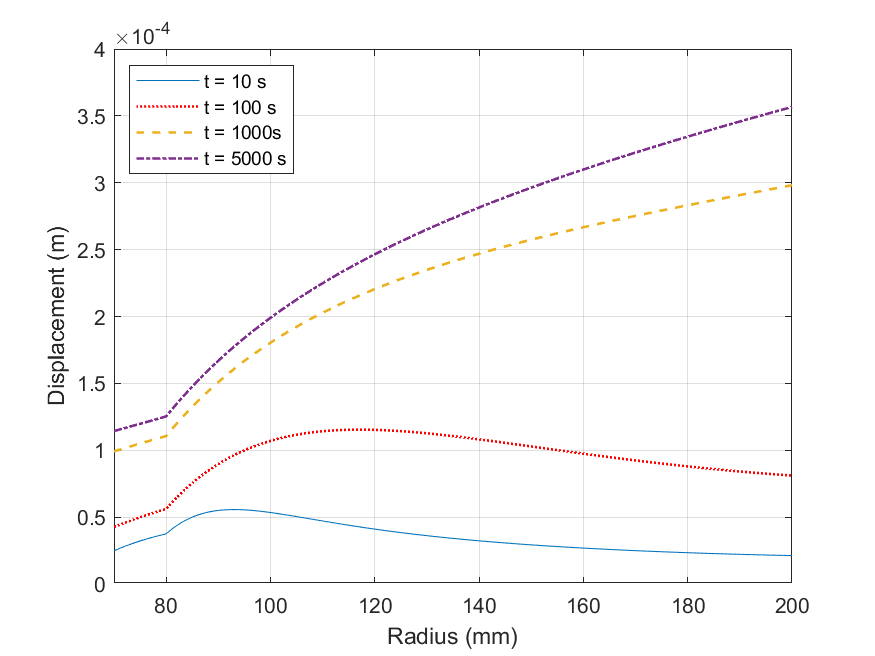 ×10⁻⁴
4
3.5
3
2.5
2
1.5
1
0.5
0
t = 10 s
t = 100 s
t = 1000s
t = 5000 s
Displacement (m)
80 100 120 140 160 180 200
Radius (mm)